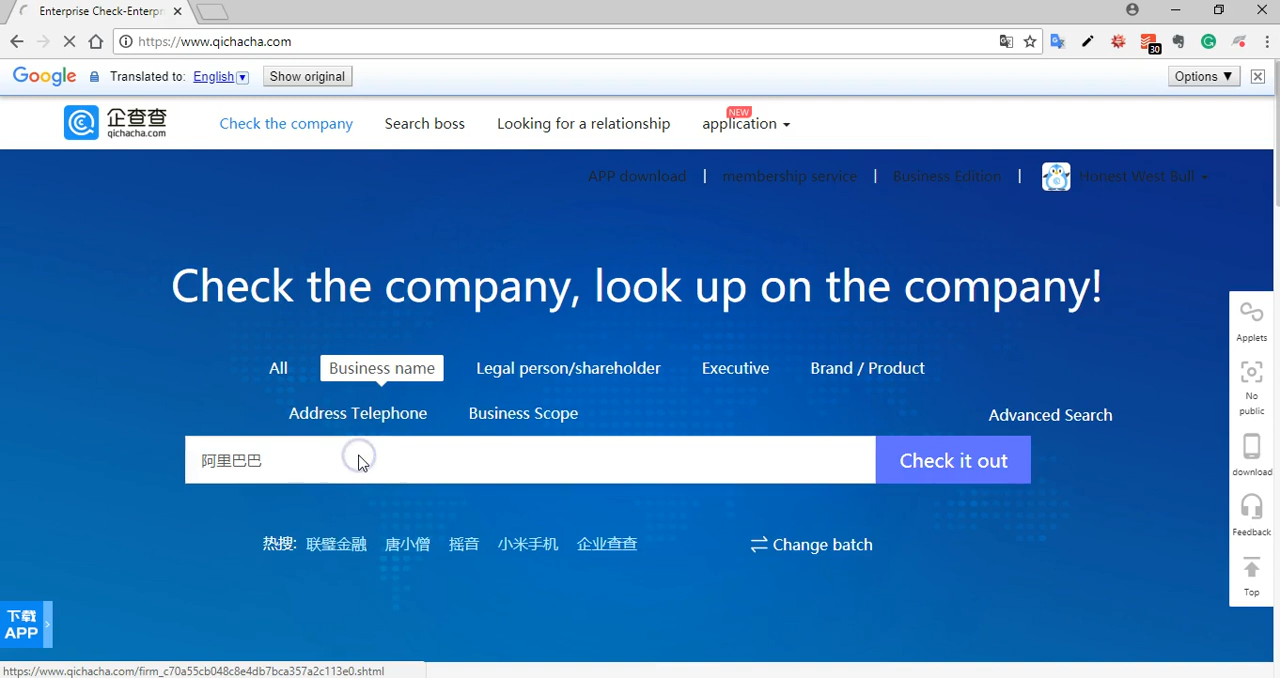 Enterprise Check-Enterpri
https://www.qichacha.com
30
Google Translated to: English Show original Options ▼
企查查
qichacha.com
Check the company Search boss Looking for a relationship application NEW
APP download | membership service | Business Edition | Honest West Bull
Check the company, look up on the company!
All Business name Legal person/shareholder Executive Brand / Product
Address Telephone Business Scope Advanced Search
阿里巴巴 Check it out
热搜: 联璧金融 唐小僧 摇音 小米手机 企业查查 Change batch
Applets
No
public
download
Feedback
Top
下载
APP
https://www.qichacha.com/firm_c70a55cb048c8e4db7bca357a2c113e0.shtml